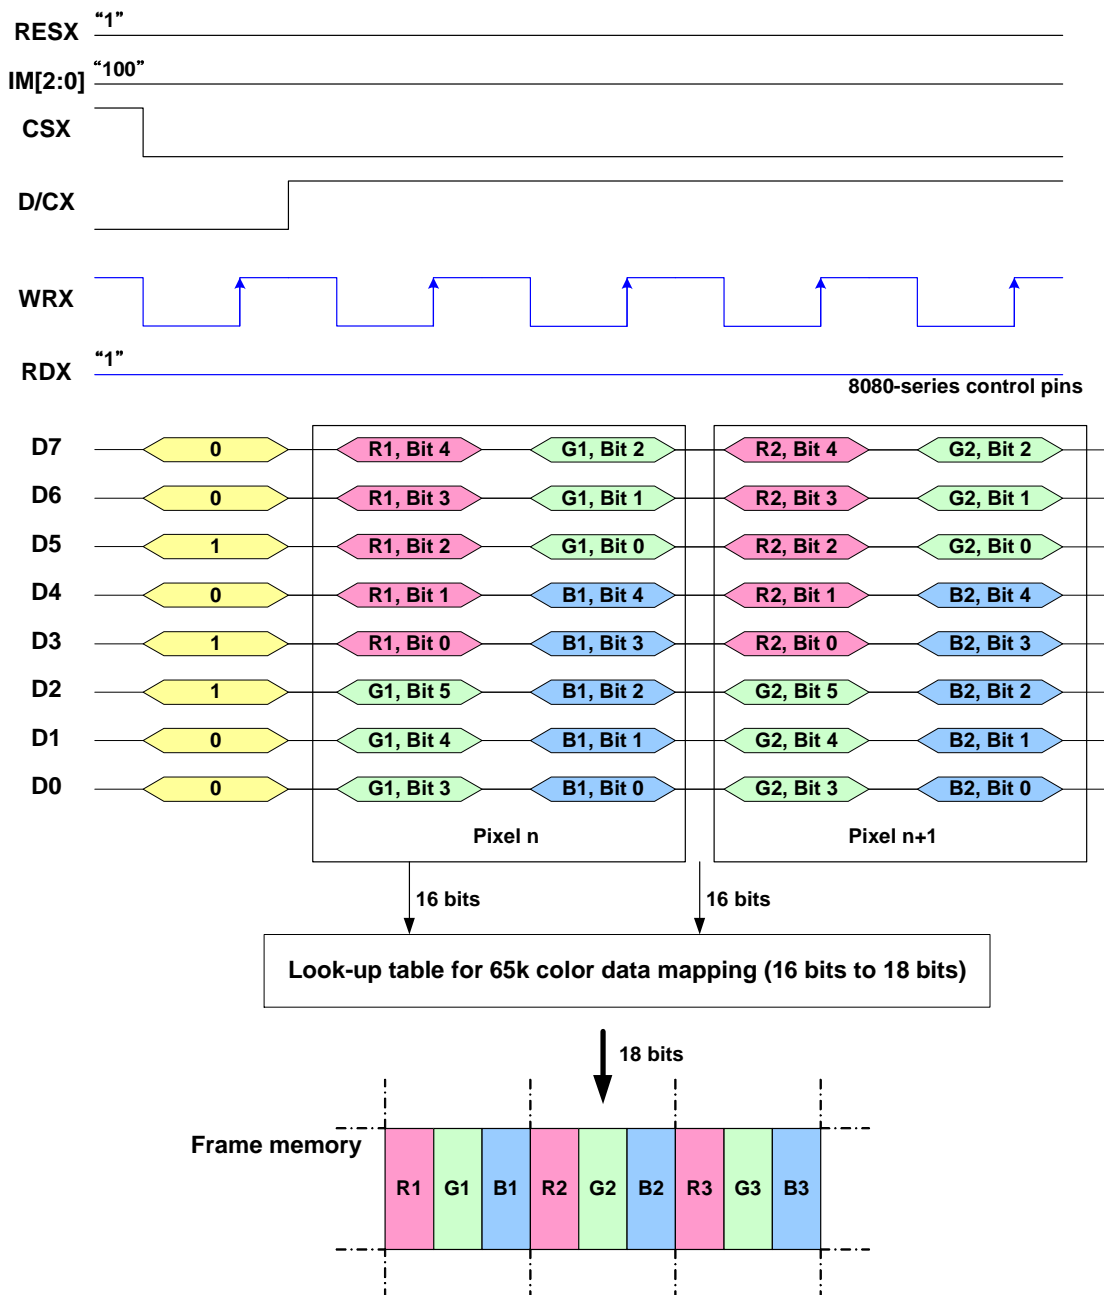 RESX "1"
IM[2:0] "100"
CSX
D/CX
WRX
RDX "1"
8080-series control pins
D7 0 R1, Bit 4 G1, Bit 2 R2, Bit 4 G2, Bit 2
D6 0 R1, Bit 3 G1, Bit 1 R2, Bit 3 G2, Bit 1
D5 1 R1, Bit 2 G1, Bit 0 R2, Bit 2 G2, Bit 0
D4 0 R1, Bit 1 B1, Bit 4 R2, Bit 1 B2, Bit 4
D3 1 R1, Bit 0 B1, Bit 3 R2, Bit 0 B2, Bit 3
D2 1 G1, Bit 5 B1, Bit 2 G2, Bit 5 B2, Bit 2
D1 0 G1, Bit 4 B1, Bit 1 G2, Bit 4 B2, Bit 1
D0 0 G1, Bit 3 B1, Bit 0 G2, Bit 3 B2, Bit 0
Pixel n Pixel n+1
16 bits 16 bits
Look-up table for 65k color data mapping (16 bits to 18 bits)
18 bits
Frame memory
R1 G1 B1 R2 G2 B2 R3 G3 B3